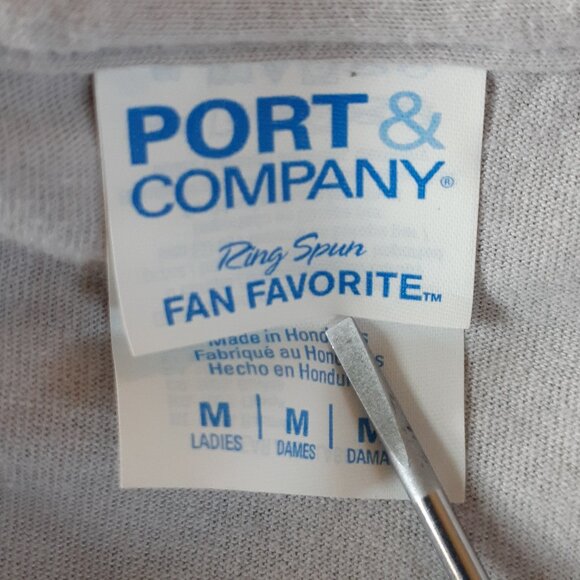 PORT &
COMPANY®
Ring Spun
FAN FAVORITE™
Made in
Fabriqué au
Hecho en
M | M |
LADIES DAMES